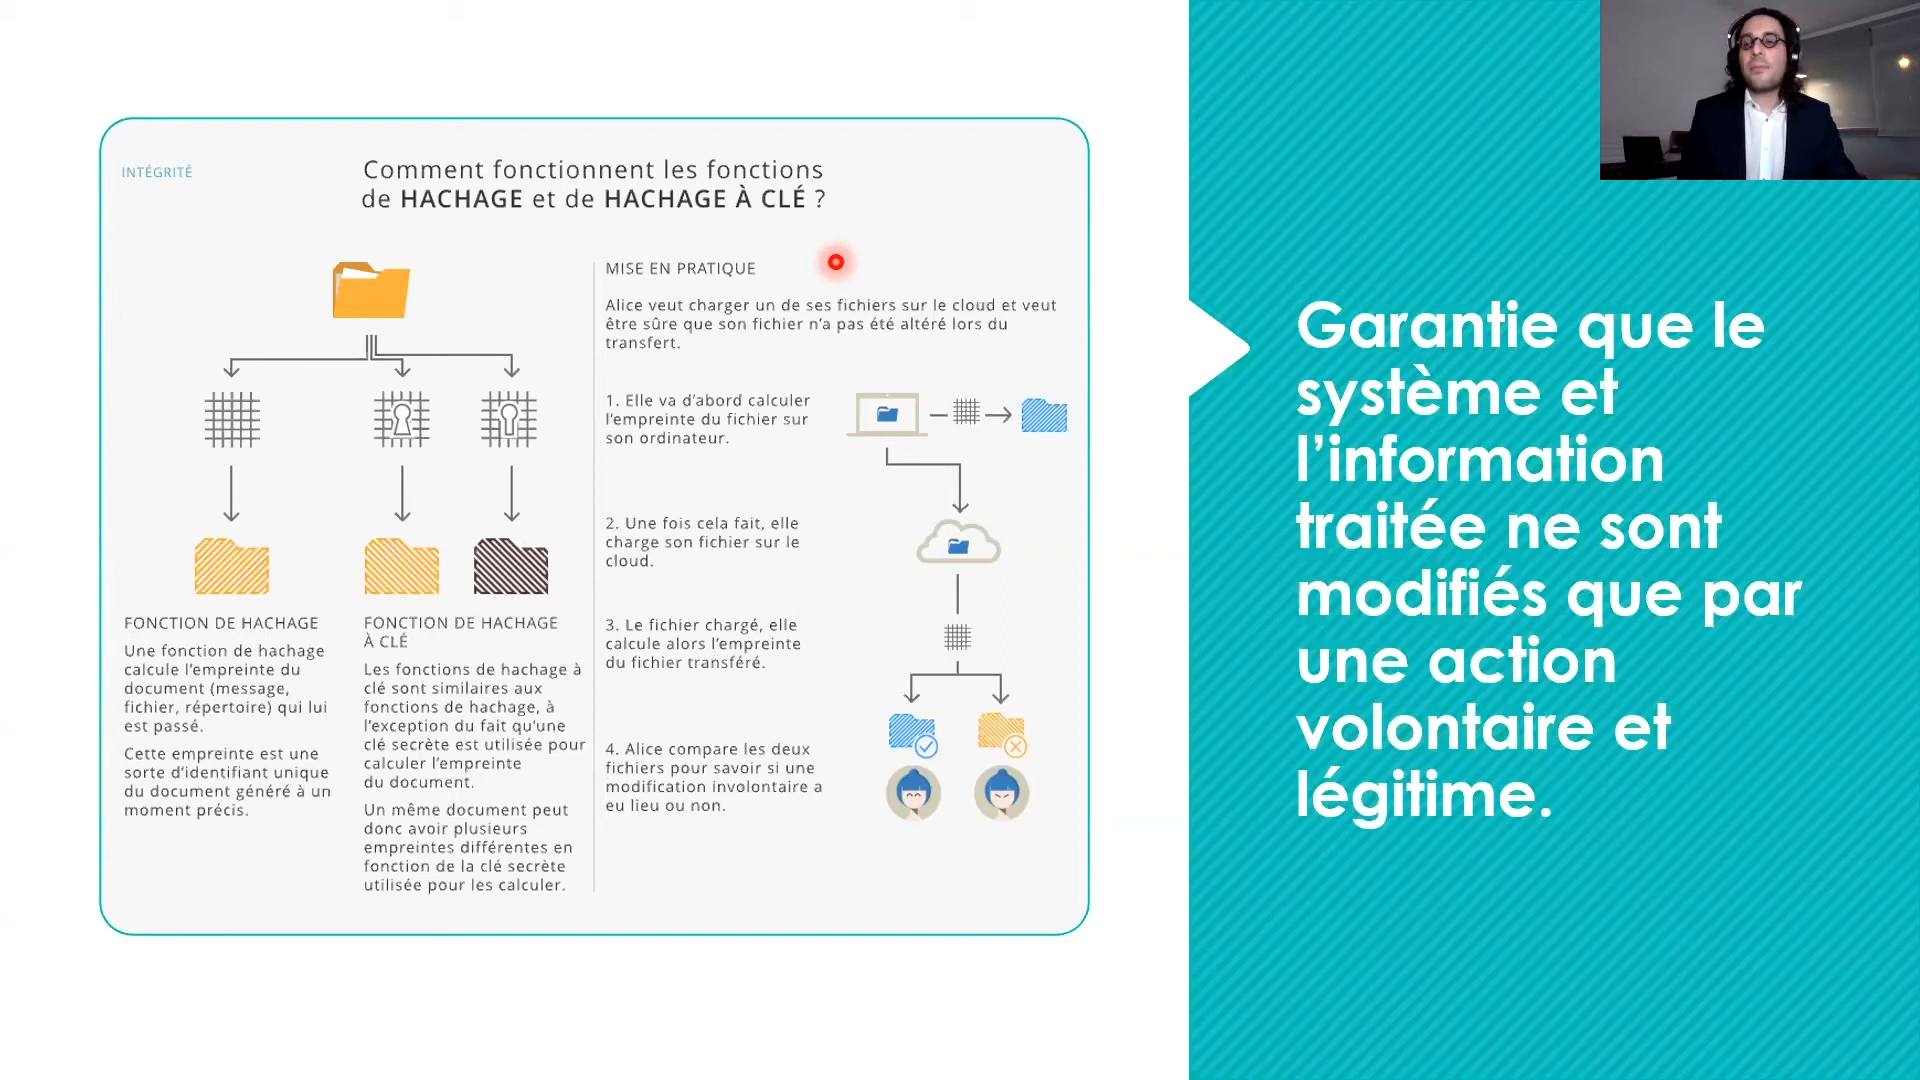 INTÉGRITÉ
Comment fonctionnent les fonctions
de HACHAGE et de HACHAGE À CLÉ ?
FONCTION DE HACHAGE
Une fonction de hachage
calcule l'empreinte du
document (message,
fichier, répertoire) qui lui
est passé.
Cette empreinte est une
sorte d'identifiant unique
du document généré à un
moment précis.
FONCTION DE HACHAGE
À CLÉ
Les fonctions de hachage à
clé sont similaires aux
fonctions de hachage, à
l'exception du fait qu'une
clé secrète est utilisée pour
calculer l'empreinte
du document.
Un même document peut
donc avoir plusieurs
empreintes différentes en
fonction de la clé secrète
utilisée pour les calculer.
MISE EN PRATIQUE
Alice veut charger un de ses fichiers sur le cloud et veut
être sûre que son fichier n'a pas été altéré lors du
transfert.
1. Elle va d'abord calculer
l'empreinte du fichier sur
son ordinateur.
2. Une fois cela fait, elle
charge son fichier sur le
cloud.
3. Le fichier chargé, elle
calcule alors l'empreinte
du fichier transféré.
4. Alice compare les deux
fichiers pour savoir si une
modification involontaire a
eu lieu ou non.
Garantie que le
système et
l'information
traitée ne sont
modifiés que par
une action
volontaire et
légitime.